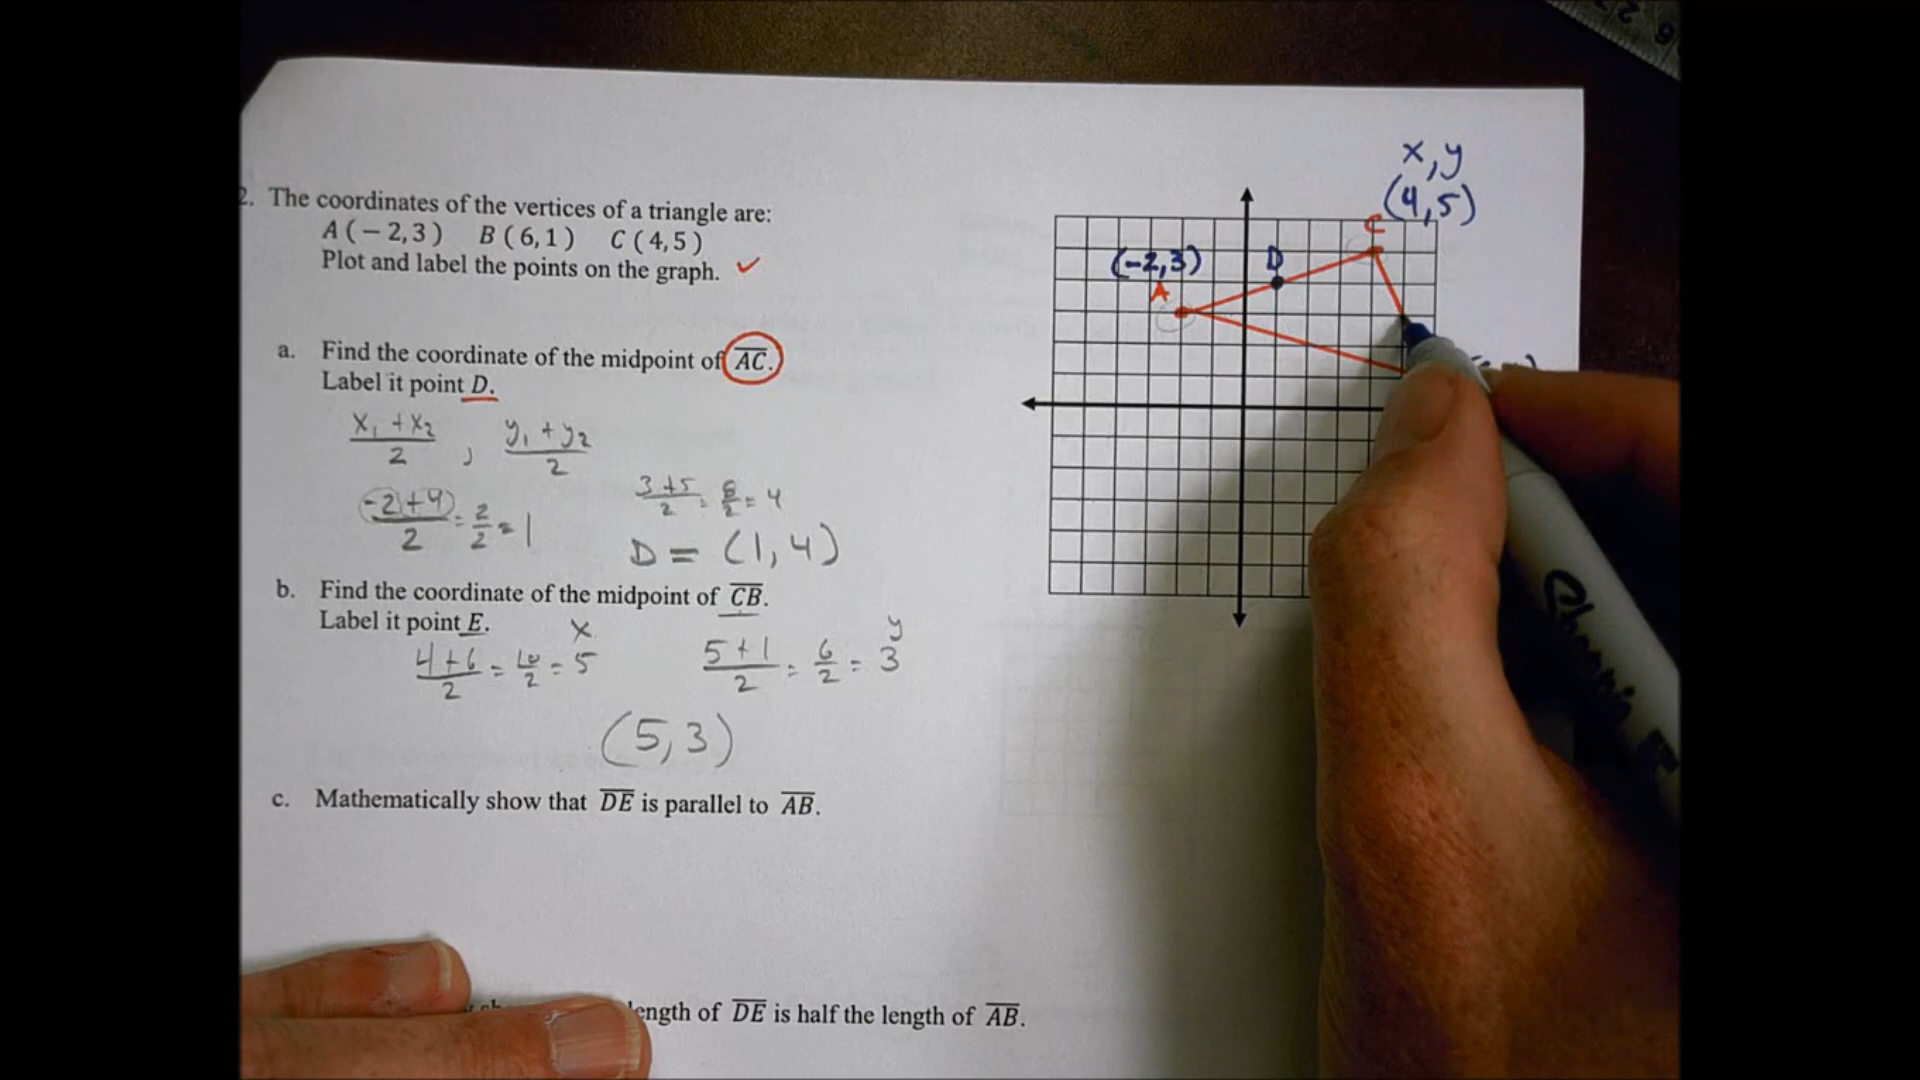 2. The coordinates of the vertices of a triangle are:
A (− 2, 3) B ( 6, 1 ) C ( 4, 5 )
Plot and label the points on the graph. ✓
a. Find the coordinate of the midpoint of AC.
Label it point D.
x₁ + x₂ / 2 , y₁ + y₂ / 2
-2+4 / 2 = 2/2 = 1
3+5 / 2 = 8/2 = 4
D = (1, 4)
b. Find the coordinate of the midpoint of CB.
Label it point E.
x y
4+6 / 2 = 10/2 = 5 5+1 / 2 = 6/2 = 3
(5, 3)
c. Mathematically show that DE is parallel to AB.
length of DE is half the length of AB.
x, y
(4, 5)
C
(-2, 3)
D
A
Sharpie